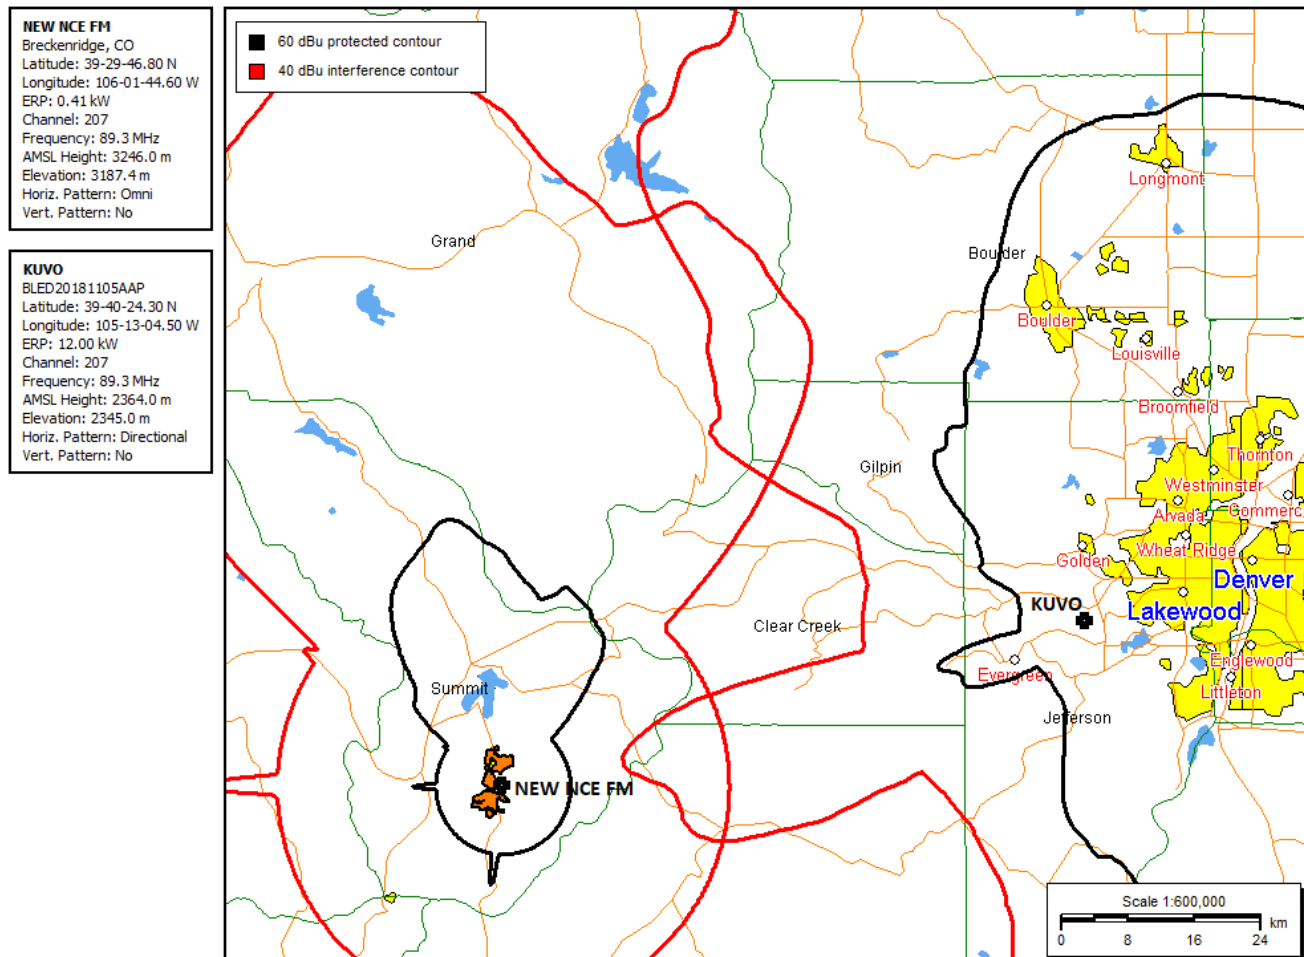 NEW NCE FM
Breckenridge, CO
Latitude: 39-29-46.80 N
Longitude: 106-01-44.60 W
ERP: 0.41 kW
Channel: 207
Frequency: 89.3 MHz
AMSL Height: 3246.0 m
Elevation: 3187.4 m
Horiz. Pattern: Omni
Vert. Pattern: No
KUVO
BLED20181105AAP
Latitude: 39-40-24.30 N
Longitude: 105-13-04.50 W
ERP: 12.00 kW
Channel: 207
Frequency: 89.3 MHz
AMSL Height: 2364.0 m
Elevation: 2345.0 m
Horiz. Pattern: Directional
Vert. Pattern: No
60 dBu protected contour
40 dBu interference contour
Longmont
Grand
Boulder
Boulder
Louisville
Broomfield
Thornton
Gilpin
Westminster
Commerc
Arvada
Wheat Ridge
Golden
Denver
KUVO
Lakewood
Clear Creek
Englewood
Evergreen
Littleton
Summit
Jefferson
NEW NCE FM
Scale 1:600,000
km
0 8 16 24